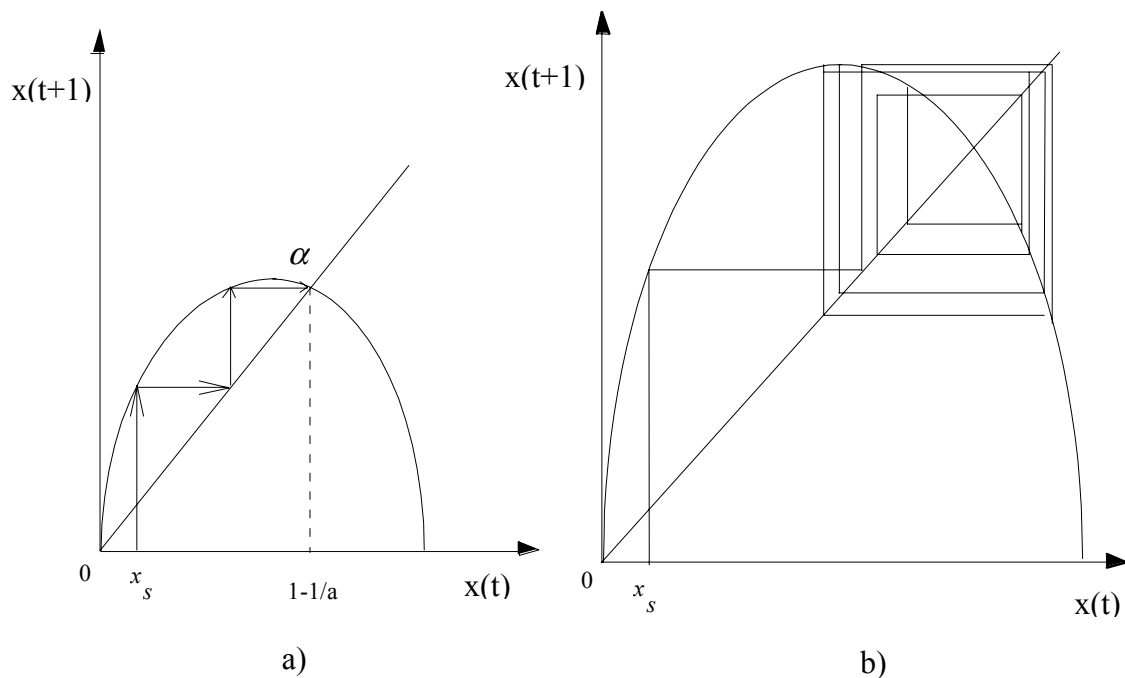 x(t+1)
α
0
x_s
1-1/a
x(t)
a)
x(t+1)
0
x_s
x(t)
b)